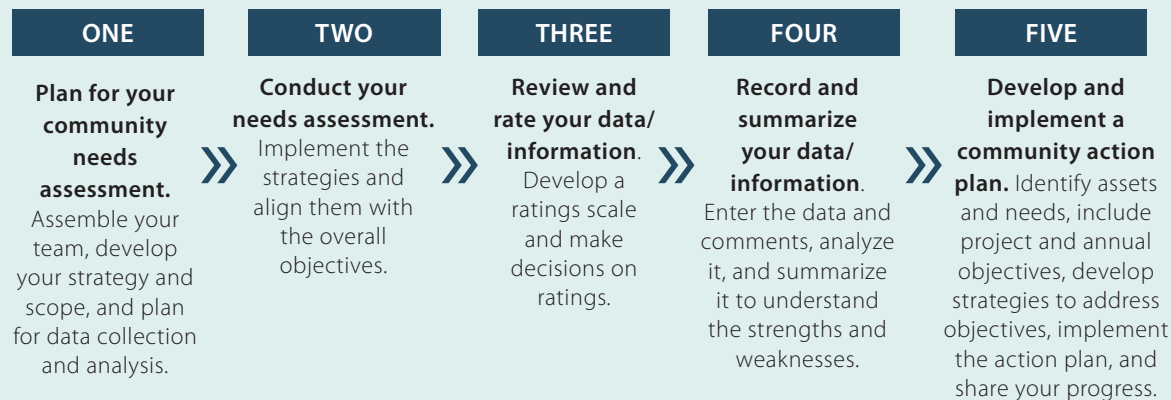 ONE
Plan for your
community
needs
assessment.
Assemble your
team, develop
your strategy and
scope, and plan
for data collection
and analysis.
TWO
Conduct your
needs assessment.
Implement the
strategies and
align them with
the overall
objectives.
THREE
Review and
rate your data/
information.
Develop a
ratings scale
and make
decisions on
ratings.
FOUR
Record and
summarize
your data/
information.
Enter the data and
comments, analyze
it, and summarize
it to understand
the strengths and
weaknesses.
FIVE
Develop and
implement a
community action
plan. Identify assets
and needs, include
project and annual
objectives, develop
strategies to address
objectives, implement
the action plan, and
share your progress.